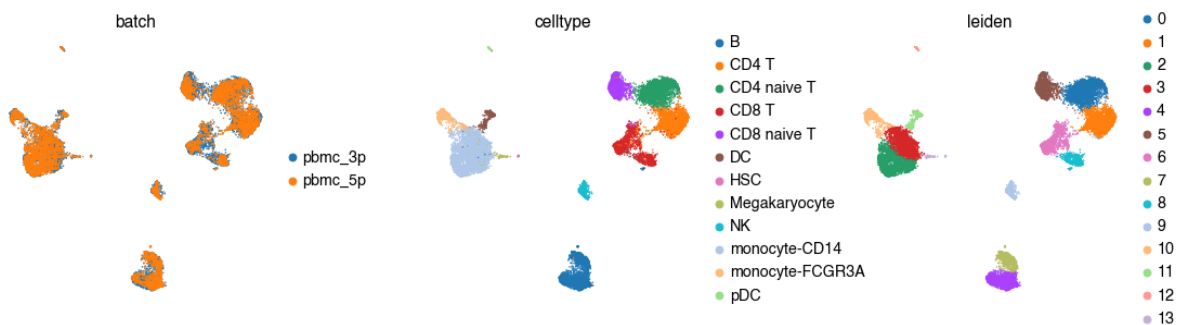 batch
pbmc_3p
pbmc_5p
celltype
B
CD4 T
CD4 naive T
CD8 T
CD8 naive T
DC
HSC
Megakaryocyte
NK
monocyte-CD14
monocyte-FCGR3A
pDC
leiden
0
1
2
3
4
5
6
7
8
9
10
11
12
13